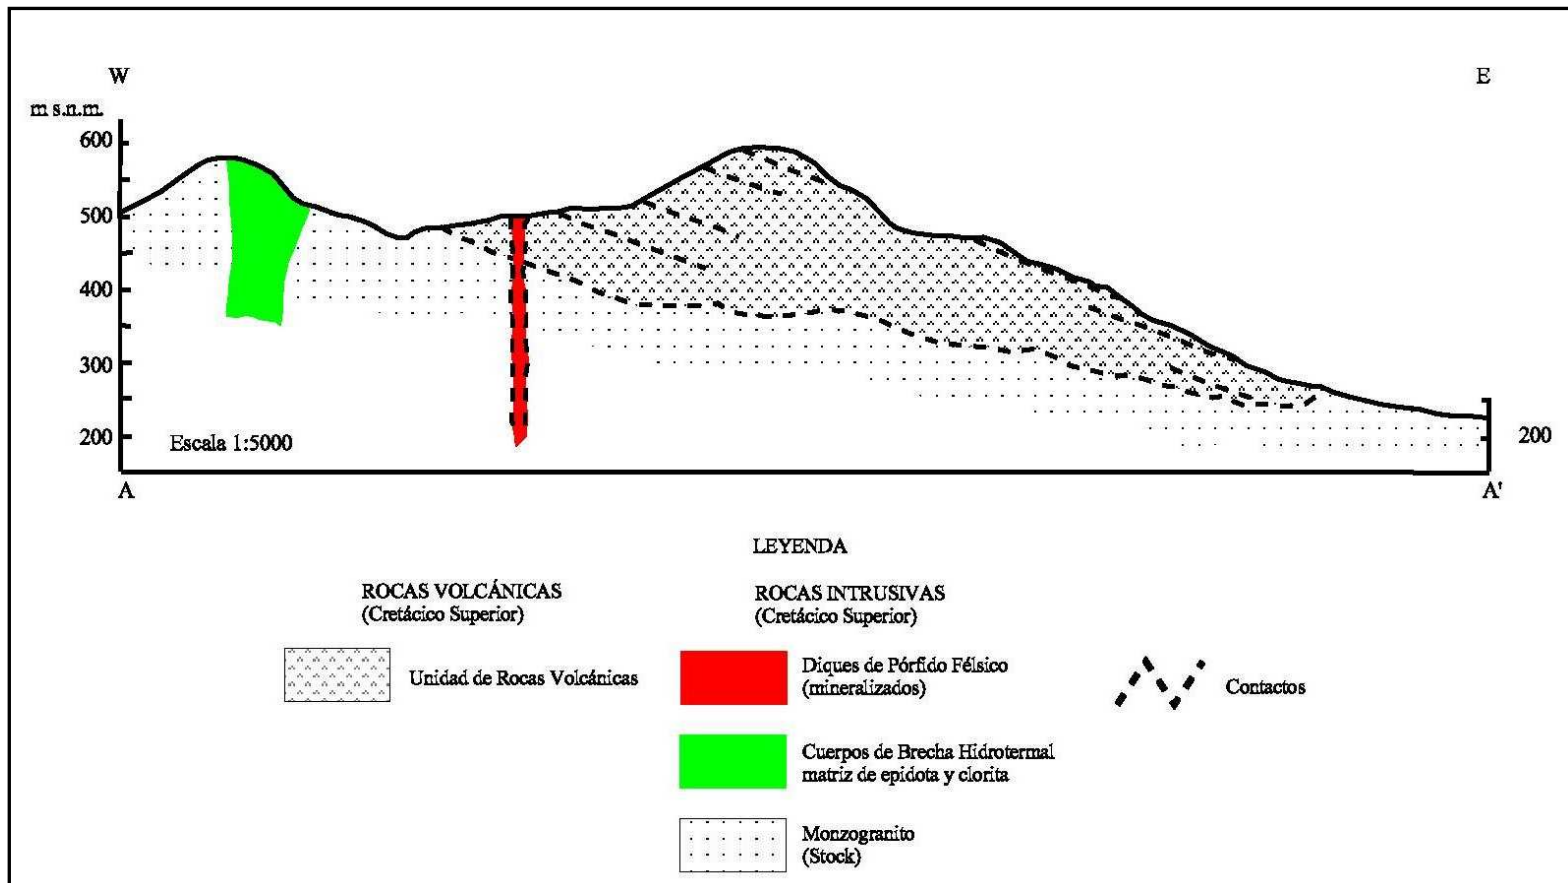 W
E
m s.n.m.
600
500
400
300
200
Escala 1:5000
200
A
A'
LEYENDA
ROCAS VOLCÁNICAS
(Cretácico Superior)
Unidad de Rocas Volcánicas
ROCAS INTRUSIVAS
(Cretácico Superior)
Diques de Pórfido Félsico
(mineralizados)
Cuerpos de Brecha Hidrotermal
matriz de epidota y clorita
Monzogranito
(Stock)
Contactos